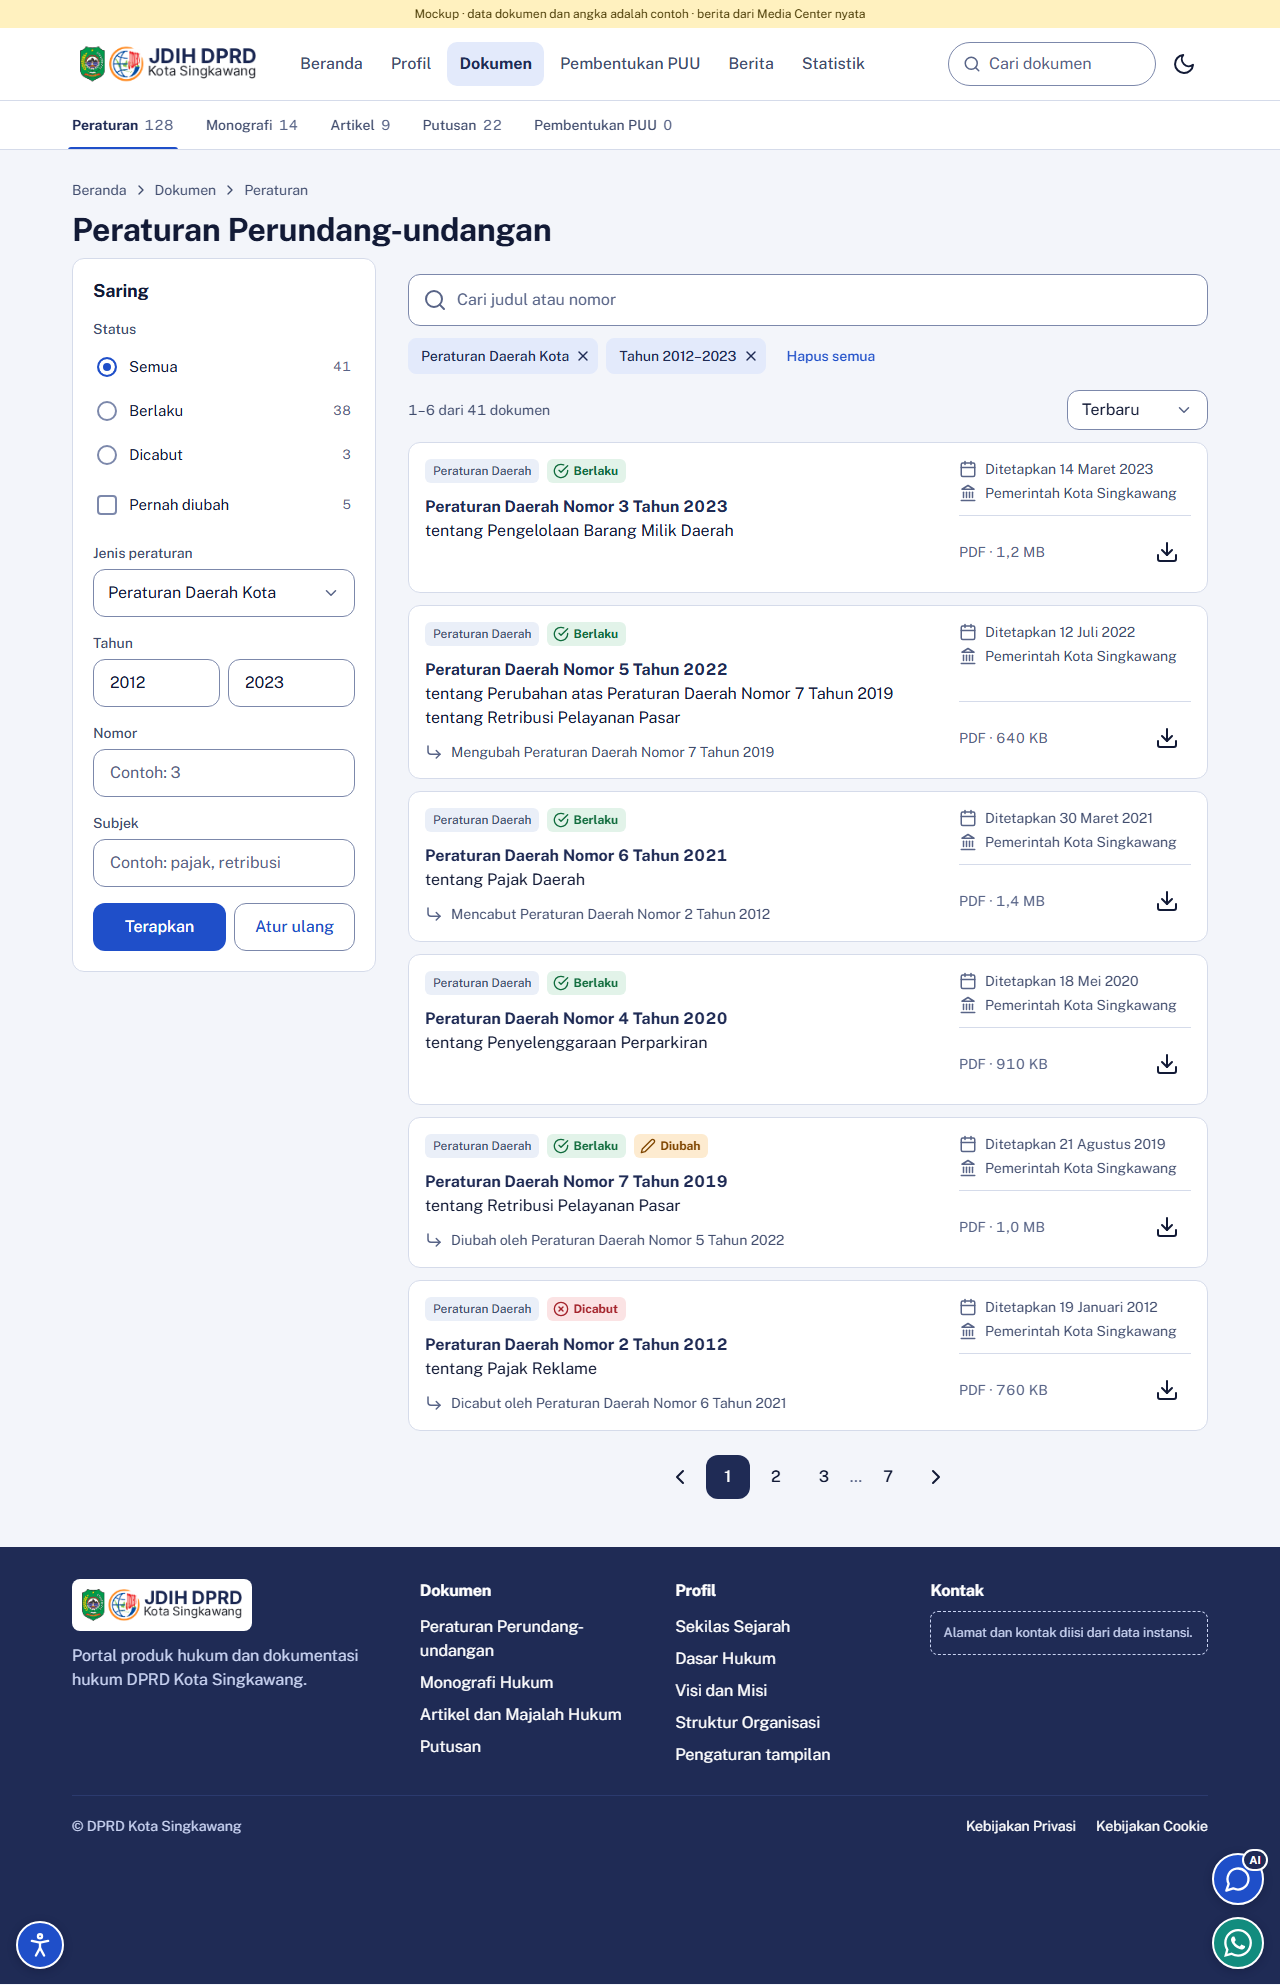 Mockup · data dokumen dan angka adalah contoh · berita dari Media Center nyata
JDIH DPRD
Kota Singkawang
Beranda
Profil
Dokumen
Pembentukan PUU
Berita
Statistik
Cari dokumen
Peraturan 128
Monografi 14
Artikel 9
Putusan 22
Pembentukan PUU 0
Beranda > Dokumen > Peraturan
Peraturan Perundang-undangan
Saring
Status
Semua 41
Berlaku 38
Dicabut 3
Pernah diubah 5
Jenis peraturan
Peraturan Daerah Kota
Tahun
2012 2023
Nomor
Contoh: 3
Subjek
Contoh: pajak, retribusi
Terapkan Atur ulang
Cari judul atau nomor
Peraturan Daerah Kota × Tahun 2012–2023 × Hapus semua
1–6 dari 41 dokumen
Terbaru
Peraturan Daerah Berlaku
Peraturan Daerah Nomor 3 Tahun 2023
tentang Pengelolaan Barang Milik Daerah
Ditetapkan 14 Maret 2023
Pemerintah Kota Singkawang
PDF · 1,2 MB
Peraturan Daerah Berlaku
Peraturan Daerah Nomor 5 Tahun 2022
tentang Perubahan atas Peraturan Daerah Nomor 7 Tahun 2019
tentang Retribusi Pelayanan Pasar
Mengubah Peraturan Daerah Nomor 7 Tahun 2019
Ditetapkan 12 Juli 2022
Pemerintah Kota Singkawang
PDF · 640 KB
Peraturan Daerah Berlaku
Peraturan Daerah Nomor 6 Tahun 2021
tentang Pajak Daerah
Mencabut Peraturan Daerah Nomor 2 Tahun 2012
Ditetapkan 30 Maret 2021
Pemerintah Kota Singkawang
PDF · 1,4 MB
Peraturan Daerah Berlaku
Peraturan Daerah Nomor 4 Tahun 2020
tentang Penyelenggaraan Perparkiran
Ditetapkan 18 Mei 2020
Pemerintah Kota Singkawang
PDF · 910 KB
Peraturan Daerah Berlaku Diubah
Peraturan Daerah Nomor 7 Tahun 2019
tentang Retribusi Pelayanan Pasar
Diubah oleh Peraturan Daerah Nomor 5 Tahun 2022
Ditetapkan 21 Agustus 2019
Pemerintah Kota Singkawang
PDF · 1,0 MB
Peraturan Daerah Dicabut
Peraturan Daerah Nomor 2 Tahun 2012
tentang Pajak Reklame
Dicabut oleh Peraturan Daerah Nomor 6 Tahun 2021
Ditetapkan 19 Januari 2012
Pemerintah Kota Singkawang
PDF · 760 KB
1 2 3 … 7
JDIH DPRD
Kota Singkawang
Portal produk hukum dan dokumentasi
hukum DPRD Kota Singkawang.
Dokumen
Peraturan Perundang-
undangan
Monografi Hukum
Artikel dan Majalah Hukum
Putusan
Profil
Sekilas Sejarah
Dasar Hukum
Visi dan Misi
Struktur Organisasi
Pengaturan tampilan
Kontak
Alamat dan kontak diisi dari data instansi.
© DPRD Kota Singkawang
Kebijakan Privasi Kebijakan Cookie
AI